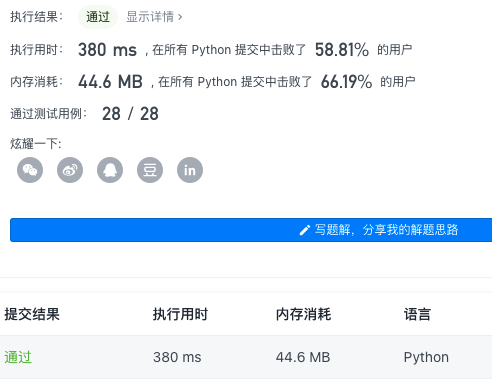 执行结果： 通过 显示详情 >
执行用时： 380 ms , 在所有 Python 提交中击败了 58.81% 的用户
内存消耗： 44.6 MB , 在所有 Python 提交中击败了 66.19% 的用户
通过测试用例： 28 / 28
炫耀一下:
豆 in
写题解，分享我的解题思路
提交结果 执行用时 内存消耗 语言
通过 380 ms 44.6 MB Python